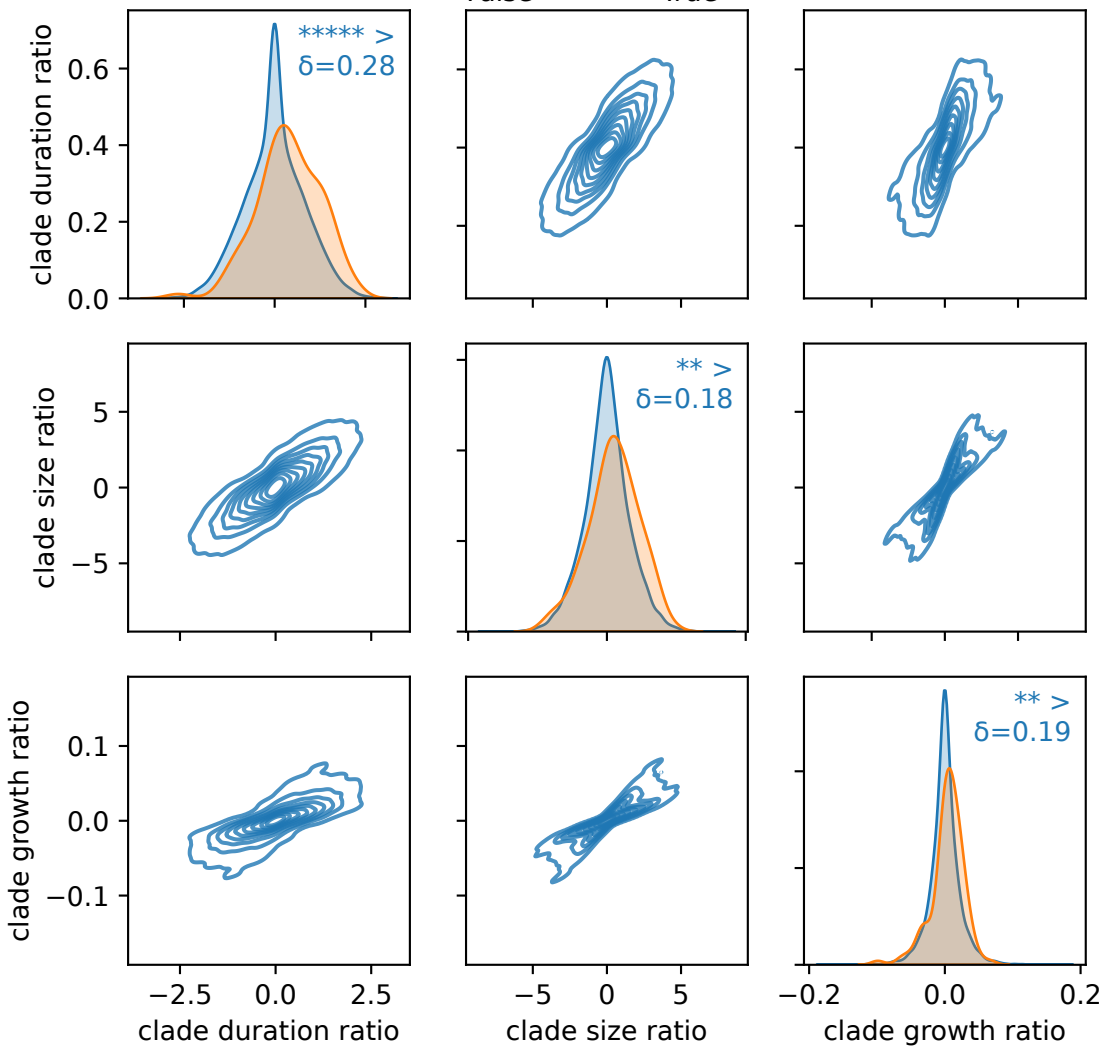 ***** >
δ=0.28
clade duration ratio
0.6
0.4
0.2
0.0
** >
δ=0.18
clade size ratio
5
0
−5
** >
δ=0.19
clade growth ratio
0.1
0.0
−0.1
−2.5 0.0 2.5
−5 0 5
−0.2 0.0 0.2
clade duration ratio
clade size ratio
clade growth ratio